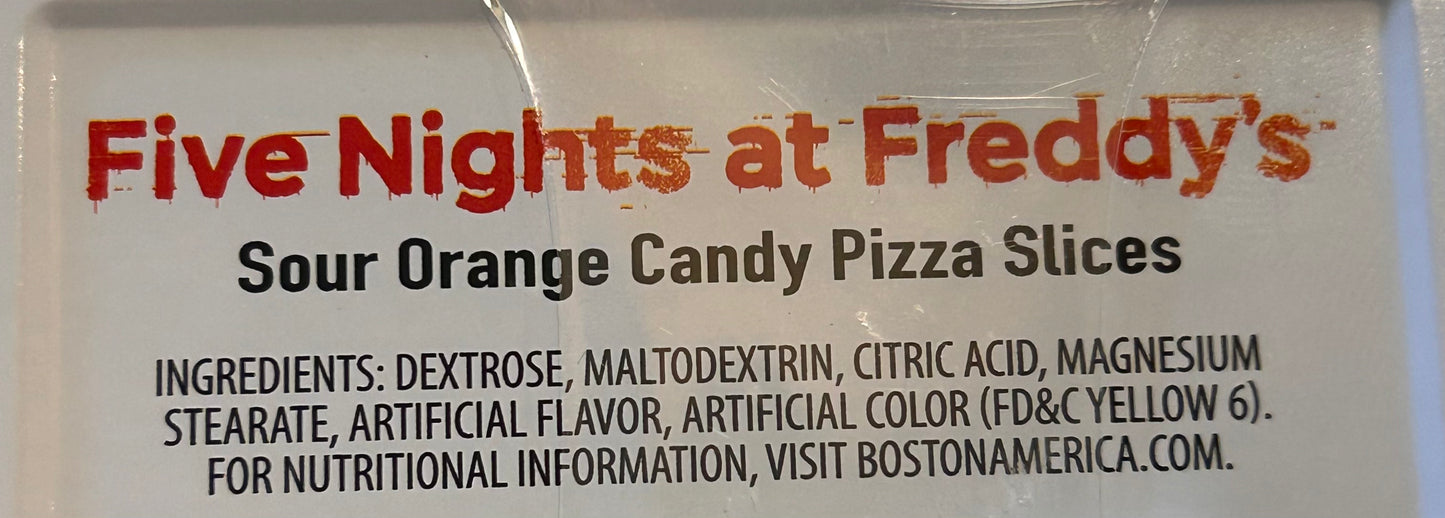 Five Nights at Freddy's
Sour Orange Candy Pizza Slices
INGREDIENTS: DEXTROSE, MALTODEXTRIN, CITRIC ACID, MAGNESIUM
STEARATE, ARTIFICIAL FLAVOR, ARTIFICIAL COLOR (FD&C YELLOW 6).
FOR NUTRITIONAL INFORMATION, VISIT BOSTONAMERICA.COM.